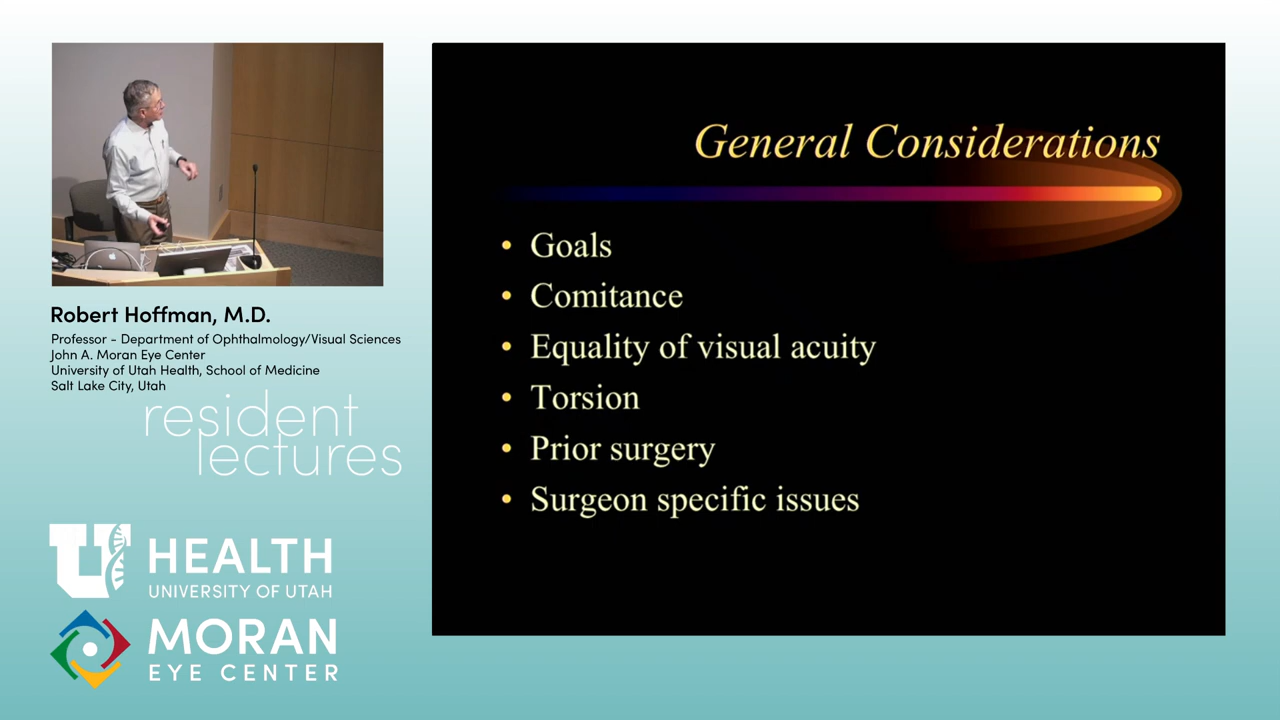 General Considerations
• Goals
• Comitance
• Equality of visual acuity
• Torsion
• Prior surgery
• Surgeon specific issues
Robert Hoffman, M.D.
Professor - Department of Ophthalmology/Visual Sciences
John A. Moran Eye Center
University of Utah Health, School of Medicine
Salt Lake City, Utah
resident
lectures
U HEALTH
UNIVERSITY OF UTAH
MORAN
EYE CENTER